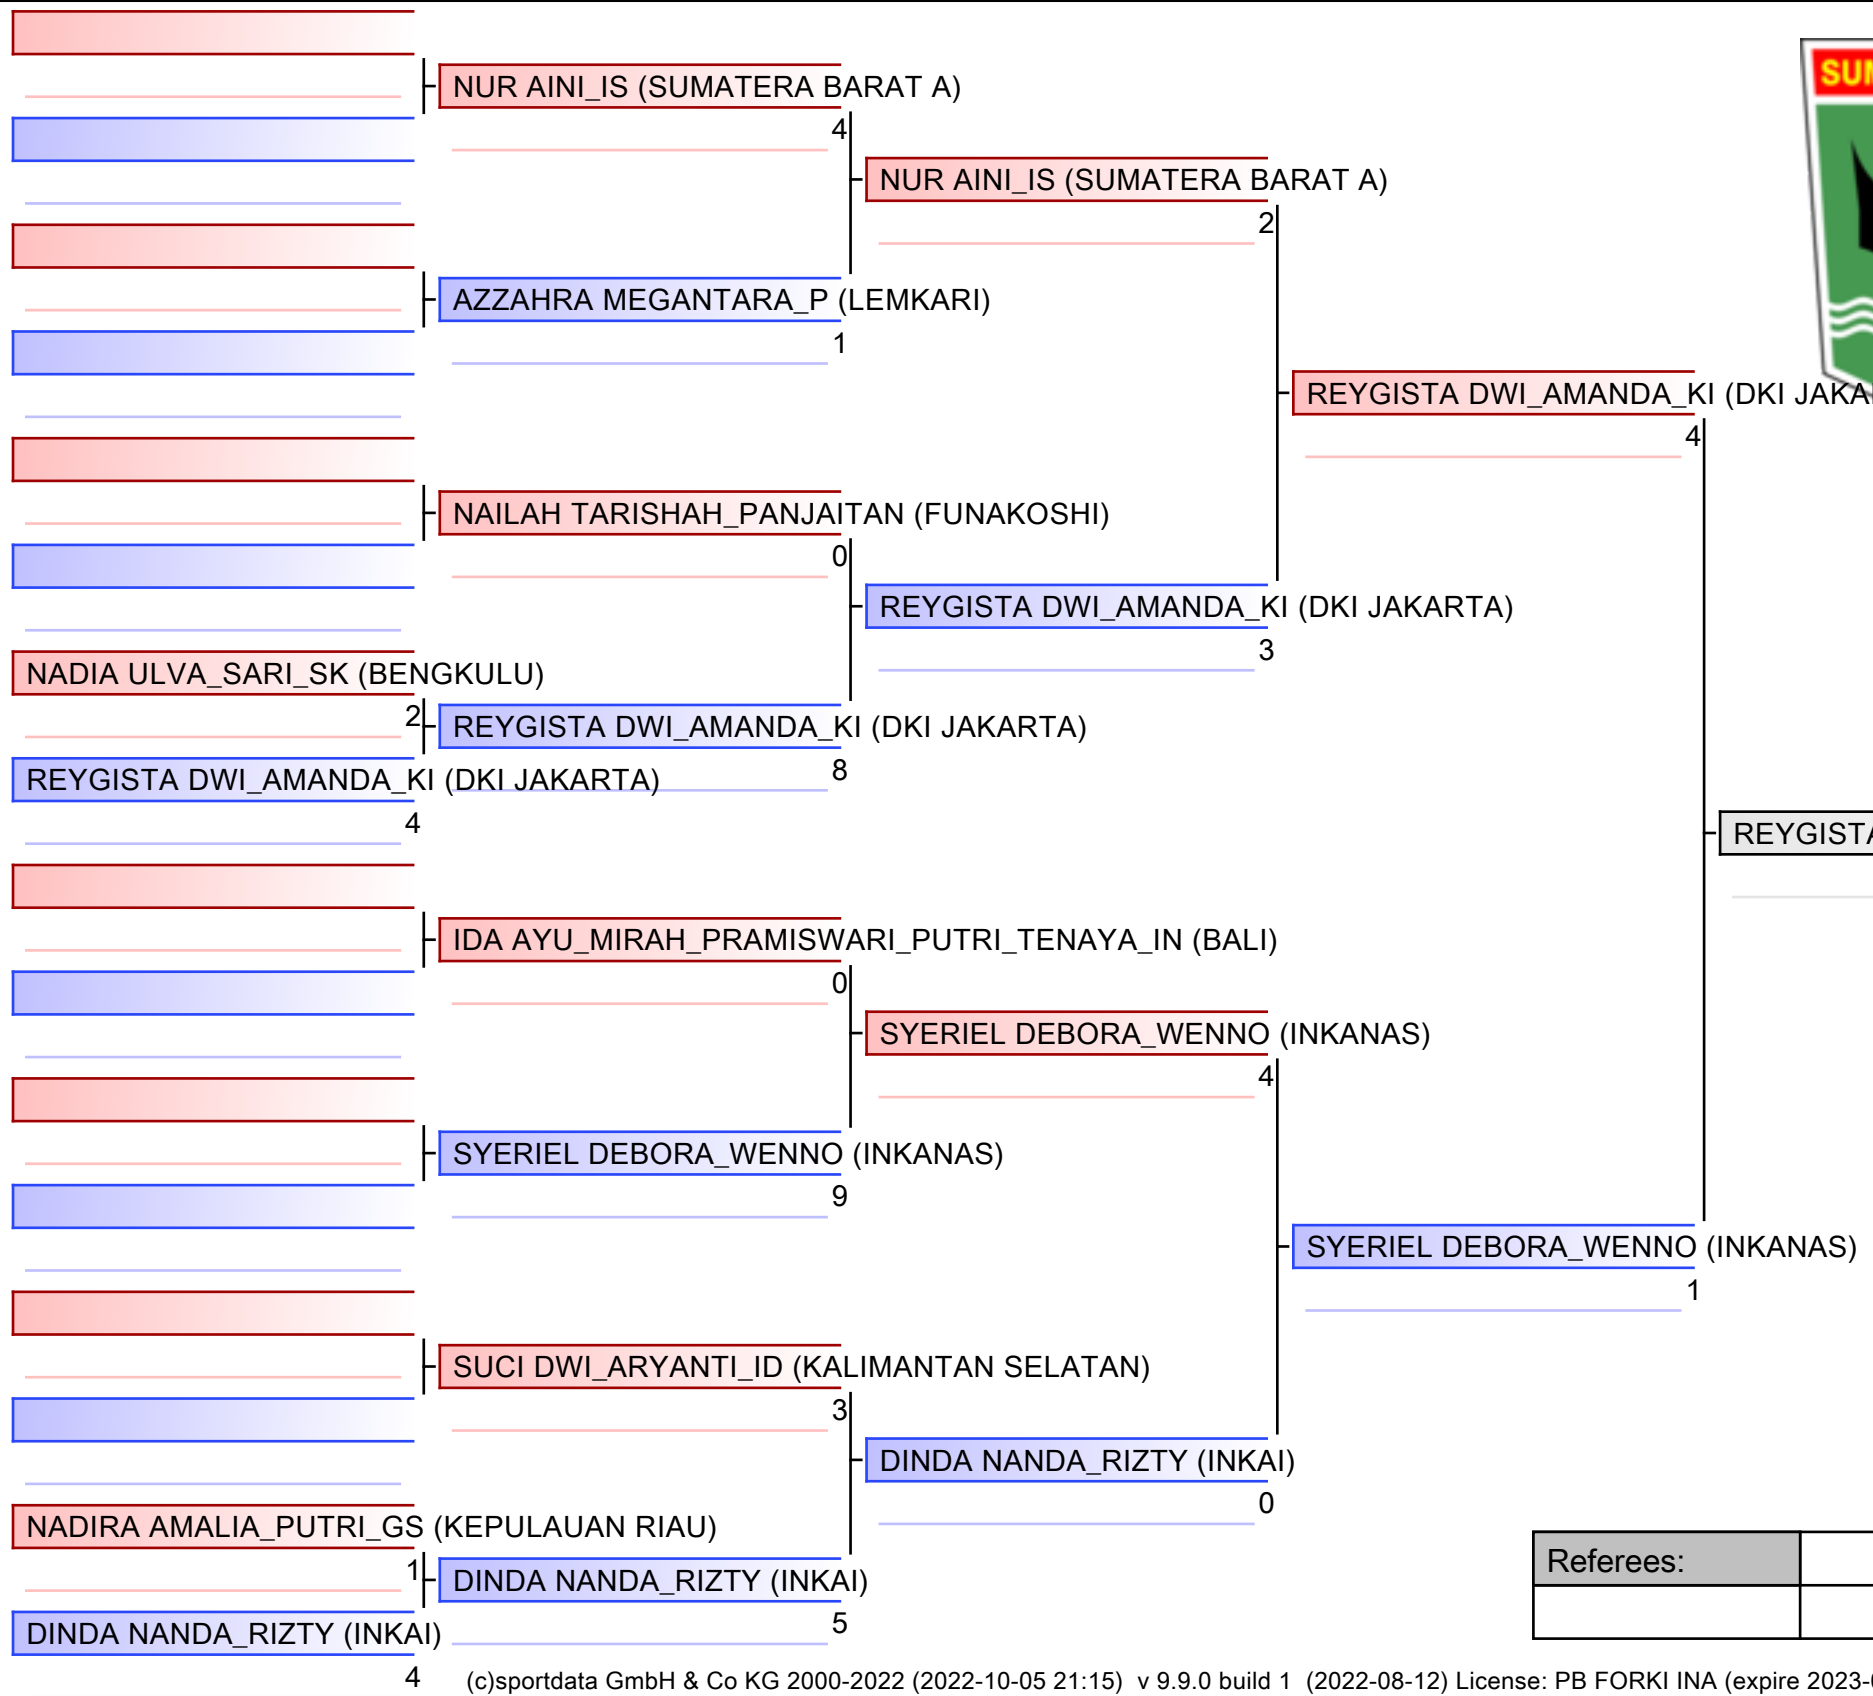 SUM
NUR AINI_IS (SUMATERA BARAT A)
4
NUR AINI_IS (SUMATERA BARAT A)
2
AZZAHRA MEGANTARA_P (LEMKARI)
1
REYGISTA DWI_AMANDA_KI (DKI JAKA
4
NAILAH TARISHAH_PANJAITAN (FUNAKOSHI)
0
REYGISTA DWI_AMANDA_KI (DKI JAKARTA)
3
NADIA ULVA_SARI_SK (BENGKULU)
2
REYGISTA DWI_AMANDA_KI (DKI JAKARTA)
8
REYGISTA DWI_AMANDA_KI (DKI JAKARTA)
4
REYGISTA
IDA AYU_MIRAH_PRAMISWARI_PUTRI_TENAYA_IN (BALI)
0
SYERIEL DEBORA_WENNO (INKANAS)
4
SYERIEL DEBORA_WENNO (INKANAS)
9
SYERIEL DEBORA_WENNO (INKANAS)
1
SUCI DWI_ARYANTI_ID (KALIMANTAN SELATAN)
3
DINDA NANDA_RIZTY (INKAI)
0
NADIRA AMALIA_PUTRI_GS (KEPULAUAN RIAU)
1
DINDA NANDA_RIZTY (INKAI)
5
DINDA NANDA_RIZTY (INKAI)
4
Referees:
(c)sportdata GmbH & Co KG 2000-2022 (2022-10-05 21:15) v 9.9.0 build 1 (2022-08-12) License: PB FORKI INA (expire 2023-